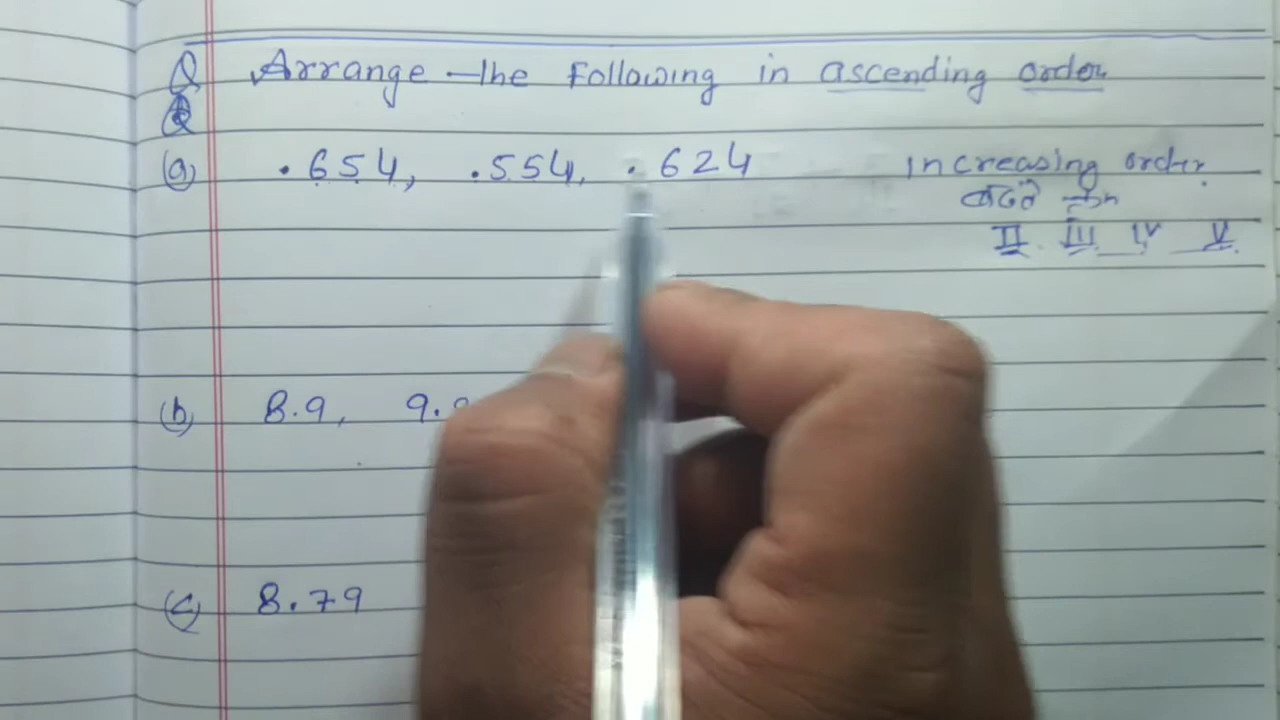 Q Arrange the Following in ascending order
Q
(a) .654, .554, .624 Increasing order.
II. III IV V.
(b) 8.9, 9.
(c) 8.79